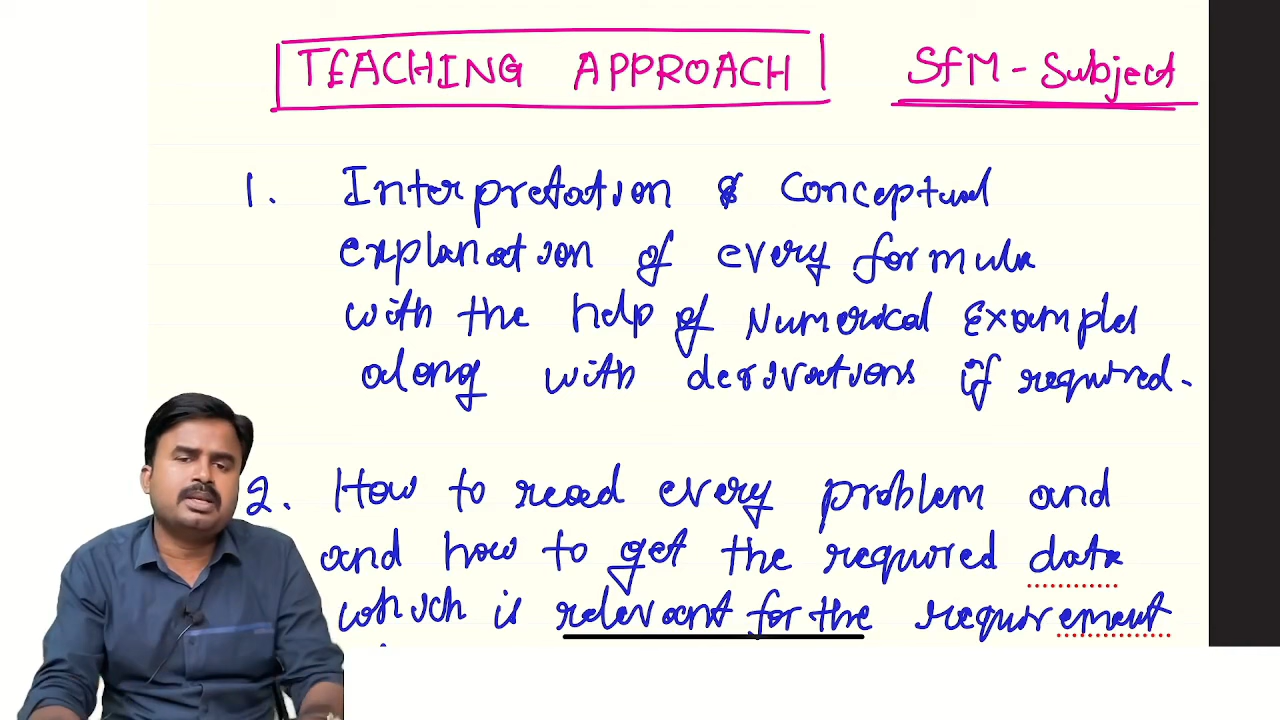 TEACHING APPROACH SFM - Subject
1. Interpretation & Conceptual
explanation of every formula
with the help of Numerical Examples
along with derivations if required.
2. How to read every problem and
and how to get the required data
which is relevant for the requirement